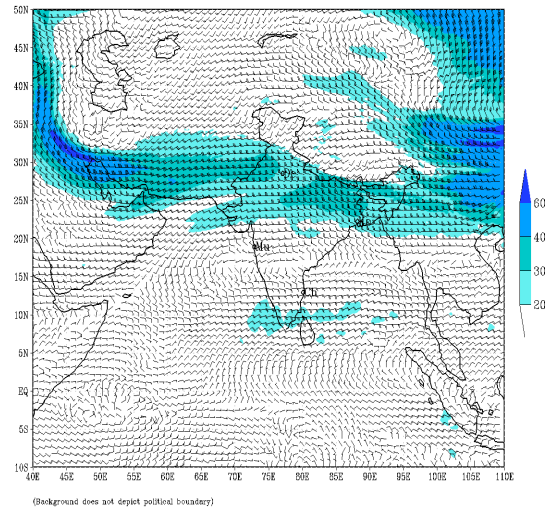 50N
45N
40N
35N
30N
25N
20N
15N
10N
5N
EQ
5S
10S
40E 45E 50E 55E 60E 65E 70E 75E 80E 85E 90E 95E 100E 105E 110E
Mu
60
40
30
20
(Background does not depict political boundary)